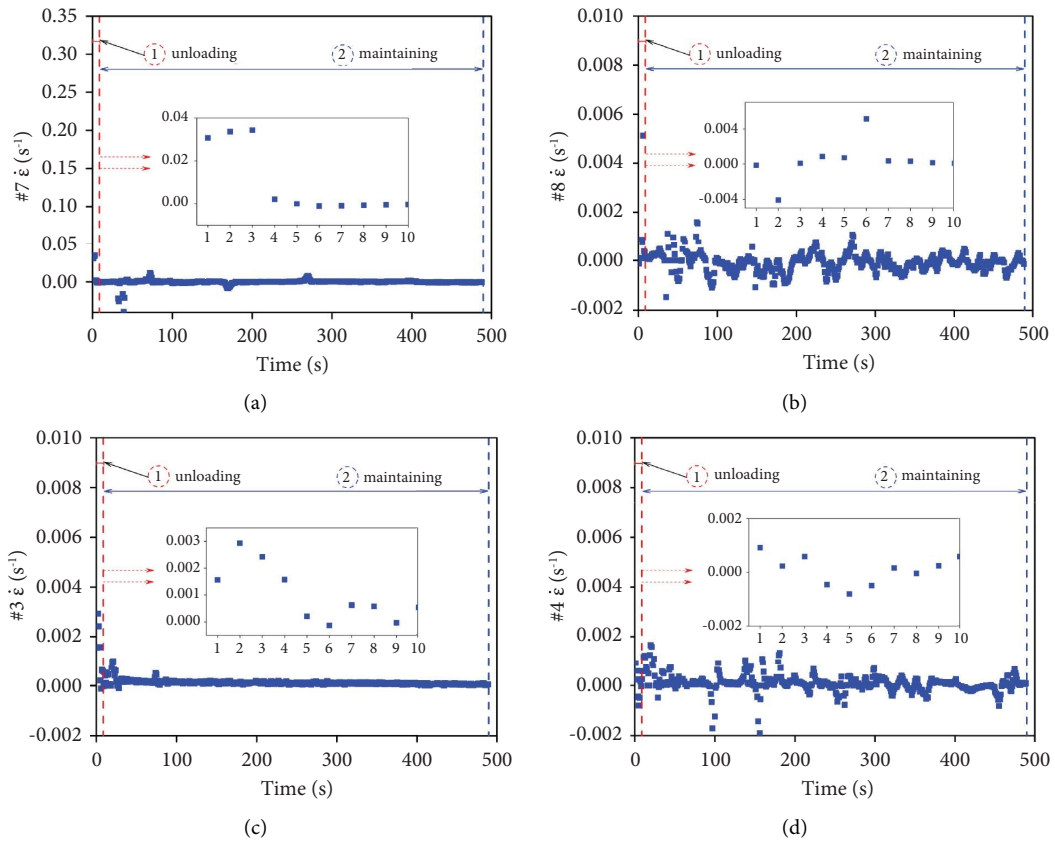 0.35
0.30
0.25
0.20
0.15
0.10
0.05
0.00
#7 ε̇ (s⁻¹)
1 unloading
2 maintaining
0.04
0.02
0.00
1 2 3 4 5 6 7 8 9 10
0 100 200 300 400 500
Time (s)
(a)
0.010
0.008
0.006
0.004
0.002
0.000
-0.002
#8 ε̇ (s⁻¹)
1 unloading
2 maintaining
0.004
0.000
-0.004
1 2 3 4 5 6 7 8 9 10
0 100 200 300 400 500
Time (s)
(b)
0.010
0.008
0.006
0.004
0.002
0.000
-0.002
#3 ε̇ (s⁻¹)
1 unloading
2 maintaining
0.003
0.002
0.001
0.000
1 2 3 4 5 6 7 8 9 10
0 100 200 300 400 500
Time (s)
(c)
0.010
0.008
0.006
0.004
0.002
0.000
-0.002
#4 ε̇ (s⁻¹)
1 unloading
2 maintaining
0.002
0.000
-0.002
1 2 3 4 5 6 7 8 9 10
0 100 200 300 400 500
Time (s)
(d)